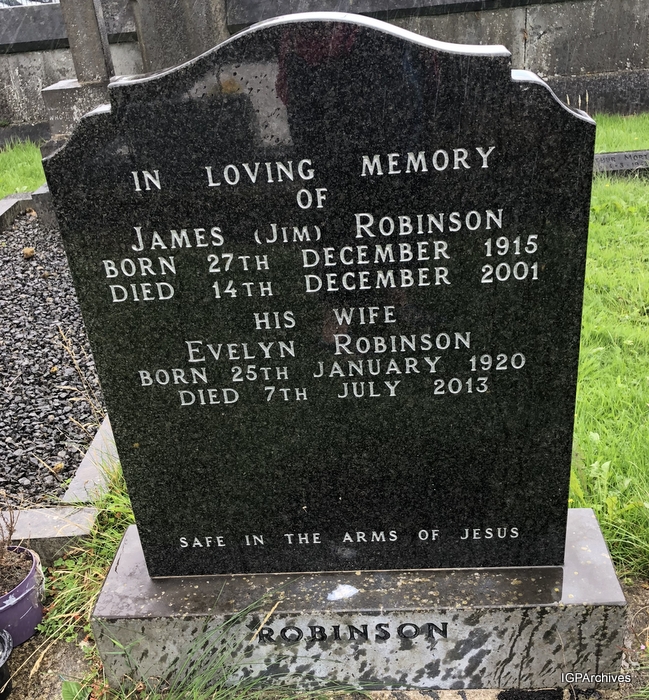 IN LOVING MEMORY
OF
JAMES (JIM) ROBINSON
BORN 27TH DECEMBER 1915
DIED 14TH DECEMBER 2001
HIS WIFE
EVELYN ROBINSON
BORN 25TH JANUARY 1920
DIED 7TH JULY 2013
SAFE IN THE ARMS OF JESUS
ROBINSON
IGPArchives